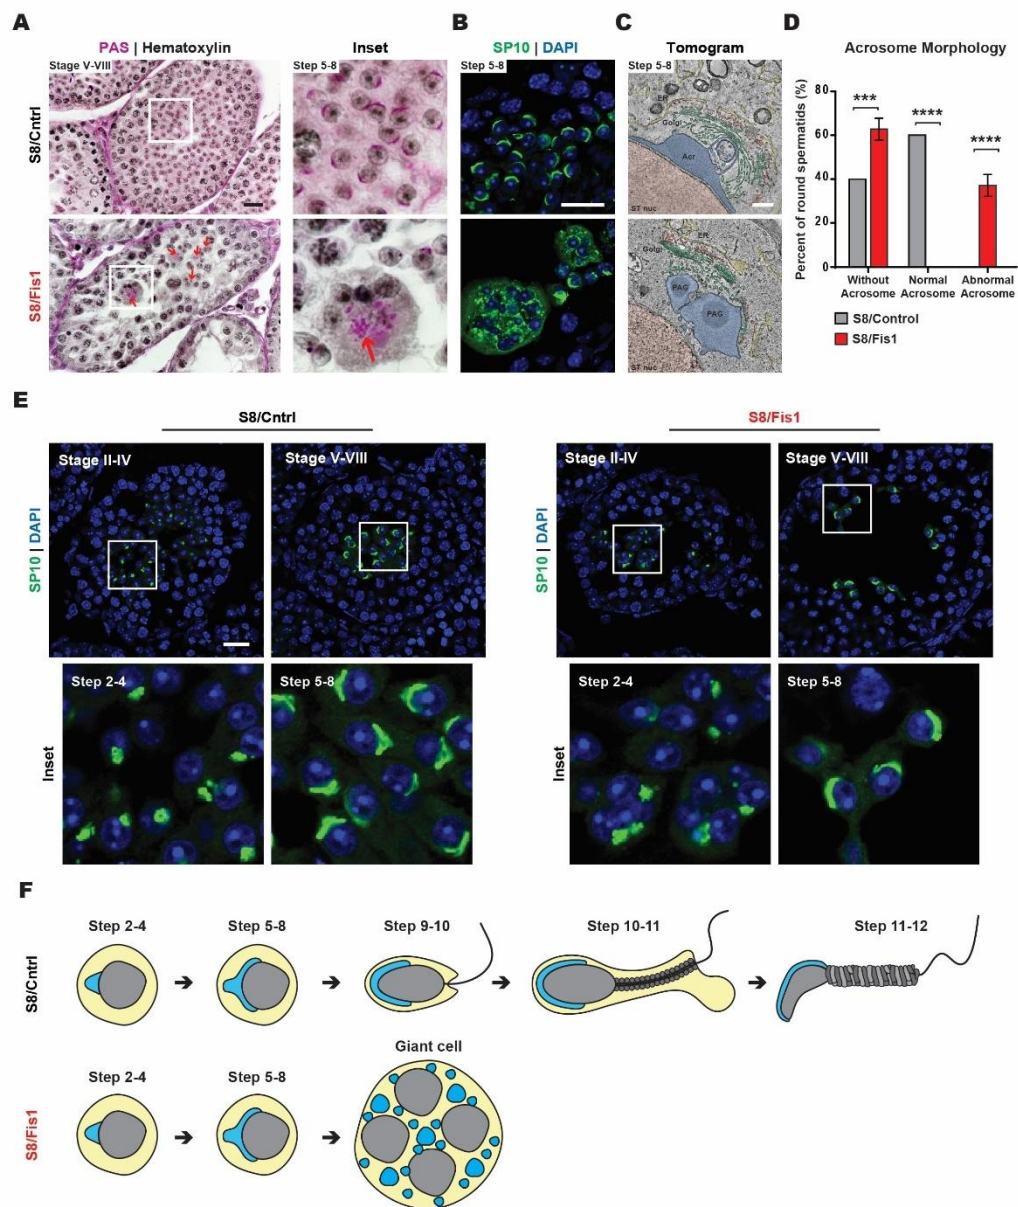 A
PAS | Hematoxylin
Inset
Stage V-VIII
Step 5-8
S8/Cntrl
S8/Fis1
B
SP10 | DAPI
Step 5-8
C
Tomogram
Step 5-8
ER
Golgi
Acr
ST nuc
ER
Golgi
PAG
PAG
ST nuc
D
Acrosome Morphology
Percent of round spermatids (%)
80
60
40
20
0
***
****
****
Without Acrosome
Normal Acrosome
Abnormal Acrosome
S8/Control
S8/Fis1
E
S8/Cntrl
S8/Fis1
SP10 | DAPI
Stage II-IV
Stage V-VIII
SP10 | DAPI
Stage II-IV
Stage V-VIII
Inset
Step 2-4
Step 5-8
Inset
Step 2-4
Step 5-8
F
S8/Cntrl
Step 2-4
Step 5-8
Step 9-10
Step 10-11
Step 11-12
S8/Fis1
Step 2-4
Step 5-8
Giant cell